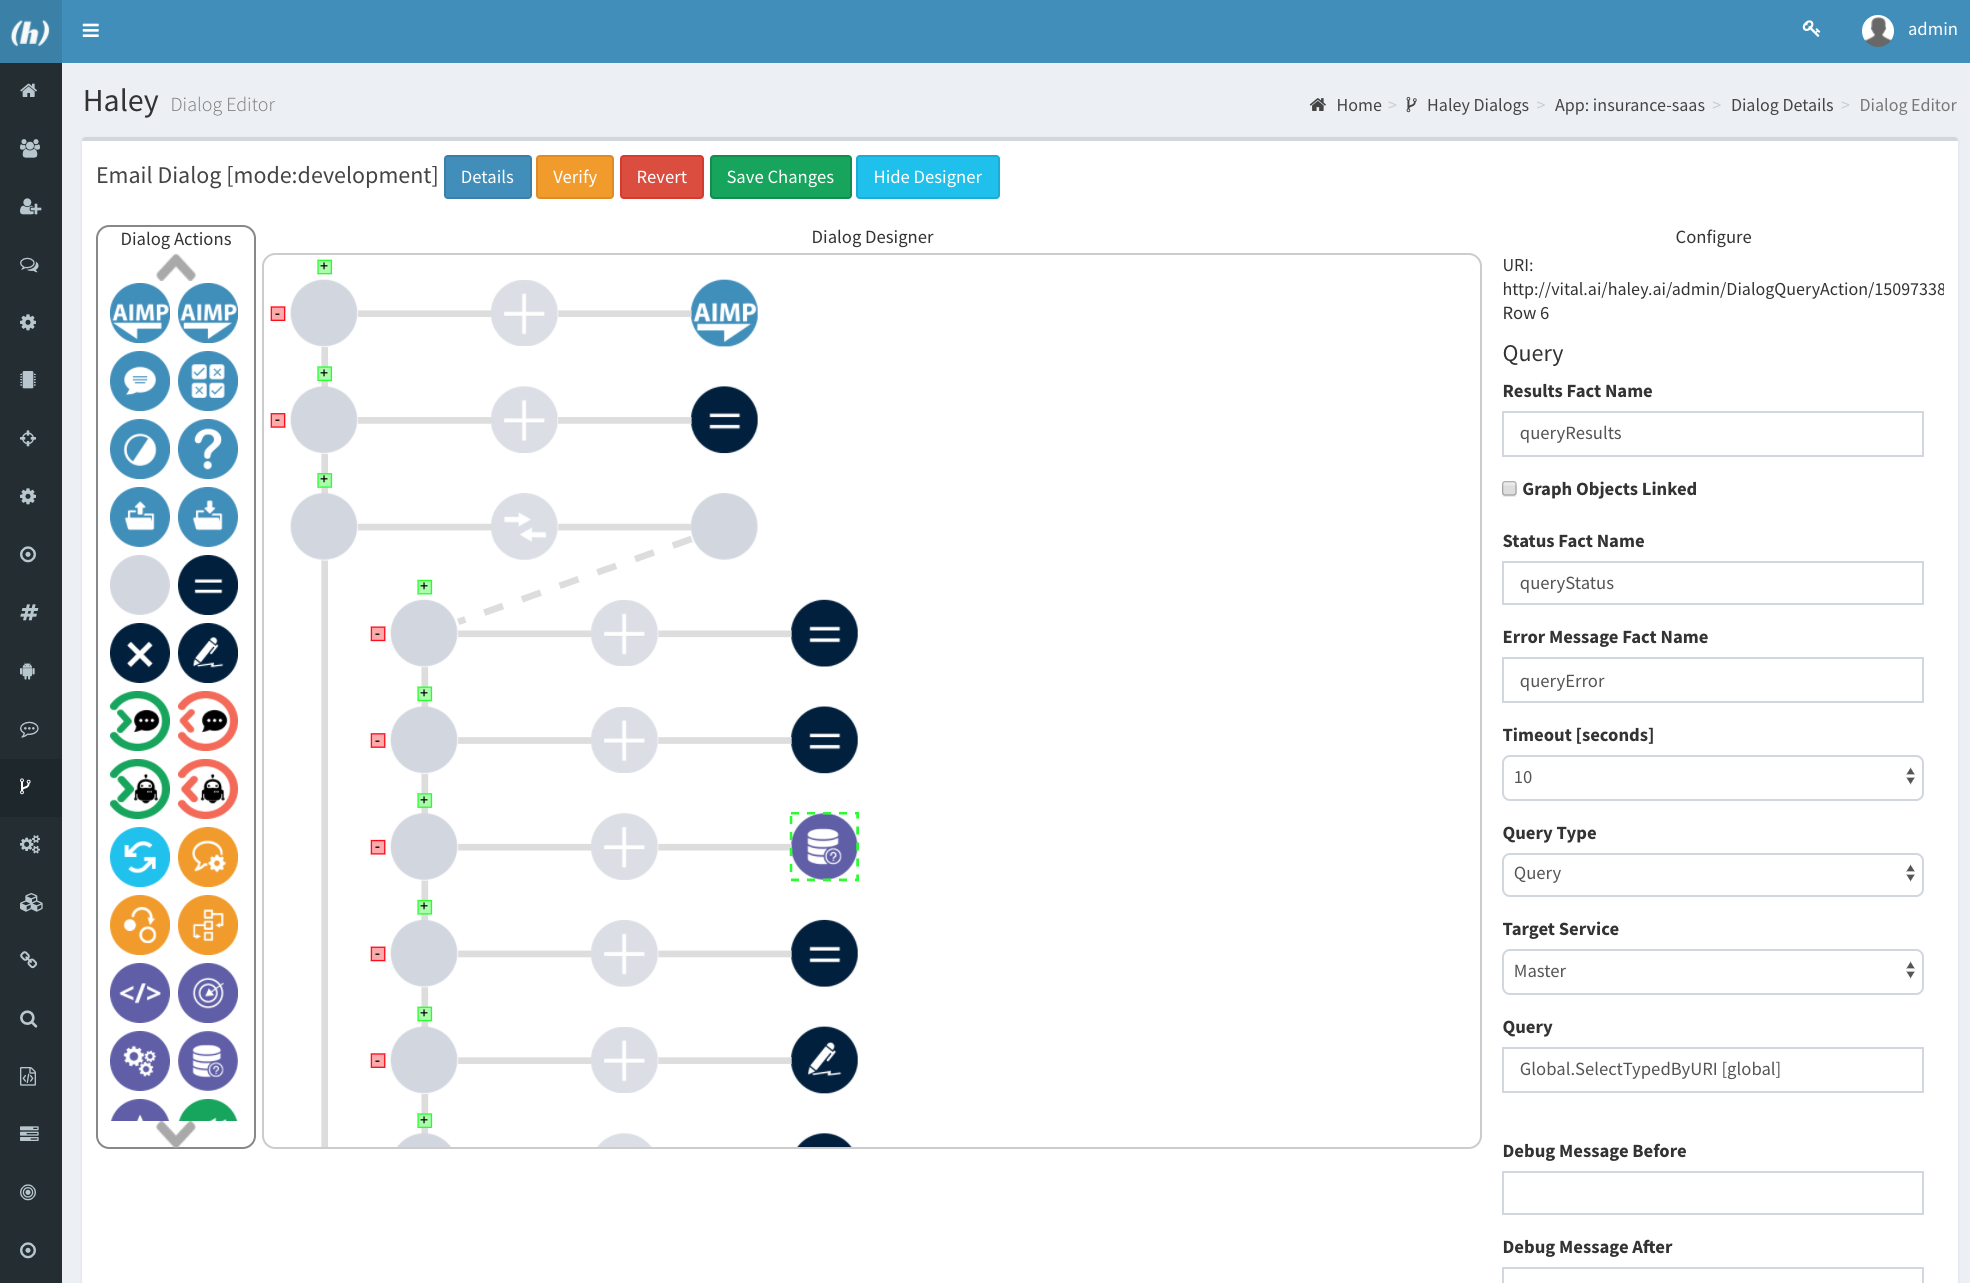 (h)
admin
Haley Dialog Editor
Home > Haley Dialogs > App: insurance-saas > Dialog Details > Dialog Editor
Email Dialog [mode:development] Details Verify Revert Save Changes Hide Designer
Dialog Actions
Dialog Designer
Configure
AIMP AIMP
AIMP
URI:
http://vital.ai/haley.ai/admin/DialogQueryAction/15097338
Row 6
Query
Results Fact Name
queryResults
Graph Objects Linked
Status Fact Name
queryStatus
Error Message Fact Name
queryError
Timeout [seconds]
10
Query Type
Query
Target Service
Master
Query
Global.SelectTypedByURI [global]
Debug Message Before
Debug Message After